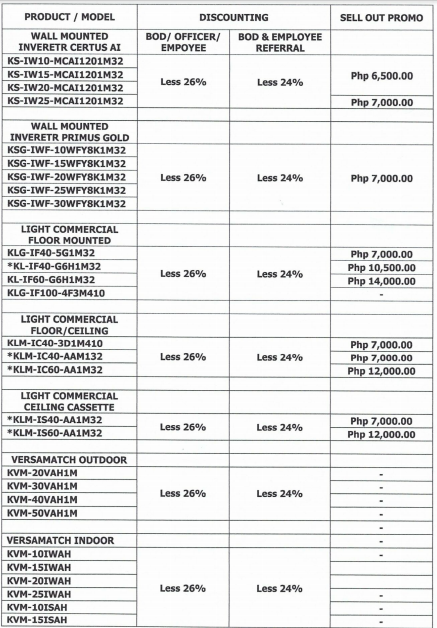 PRODUCT / MODEL DISCOUNTING SELL OUT PROMO
WALL MOUNTED INVERETR CERTUS AI BOD/ OFFICER/ EMPOYEE BOD & EMPLOYEE REFERRAL
KS-IW10-MCAI1201M32
KS-IW15-MCAI1201M32 Less 26% Less 24% Php 6,500.00
KS-IW20-MCAI1201M32
KS-IW25-MCAI1201M32 Php 7,000.00
WALL MOUNTED
INVERETR PRIMUS GOLD
KSG-IWF-10WFY8K1M32
KSG-IWF-15WFY8K1M32
KSG-IWF-20WFY8K1M32 Less 26% Less 24% Php 7,000.00
KSG-IWF-25WFY8K1M32
KSG-IWF-30WFY8K1M32
LIGHT COMMERCIAL
FLOOR MOUNTED
KLG-IF40-5G1M32 Php 7,000.00
*KL-IF40-G6H1M32 Less 26% Less 24% Php 10,500.00
KL-IF60-G6H1M32 Php 14,000.00
KLG-IF100-4F3M410 -
LIGHT COMMERCIAL
FLOOR/CEILING
KLM-IC40-3D1M410 Php 7,000.00
*KLM-IC40-AAM132 Less 26% Less 24% Php 7,000.00
*KLM-IC60-AA1M32 Php 12,000.00
LIGHT COMMERCIAL
CEILING CASSETTE
*KLM-IS40-AA1M32 Less 26% Less 24% Php 7,000.00
*KLM-IS60-AA1M32 Php 12,000.00
VERSAMATCH OUTDOOR
KVM-20VAH1M -
KVM-30VAH1M Less 26% Less 24% -
KVM-40VAH1M -
KVM-50VAH1M -
-
VERSAMATCH INDOOR -
KVM-10IWAH -
KVM-15IWAH
KVM-20IWAH Less 26% Less 24%
KVM-25IWAH -
KVM-10ISAH -
KVM-15ISAH -